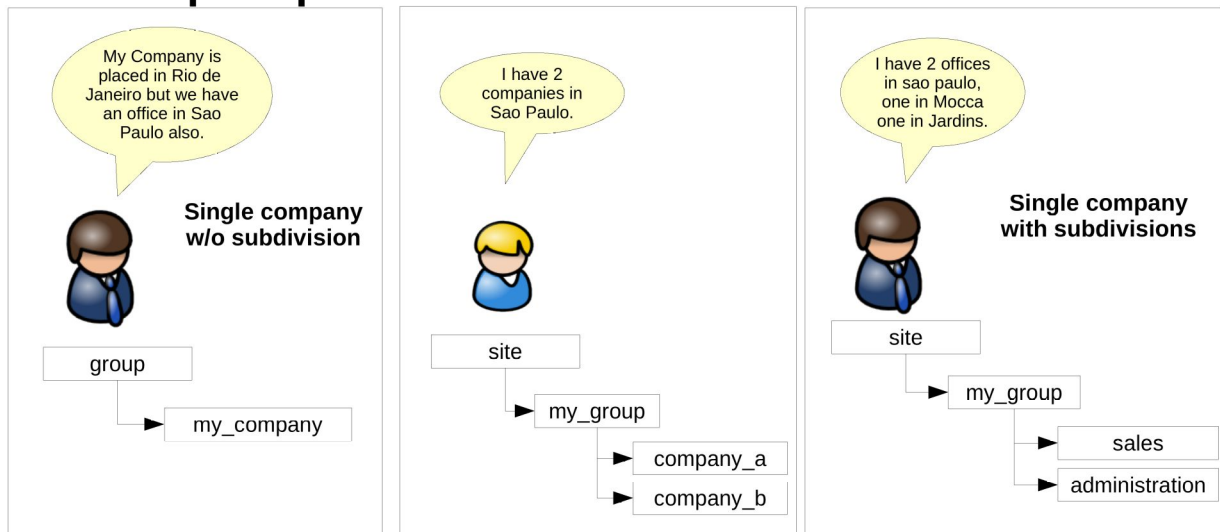 My Company is
placed in Rio de
Janeiro but we have
an office in Sao
Paulo also.
Single company
w/o subdivision
group
my_company
I have 2
companies in
Sao Paulo.
site
my_group
company_a
company_b
I have 2 offices
in sao paulo,
one in Mocca
one in Jardins.
Single company
with subdivisions
site
my_group
sales
administration